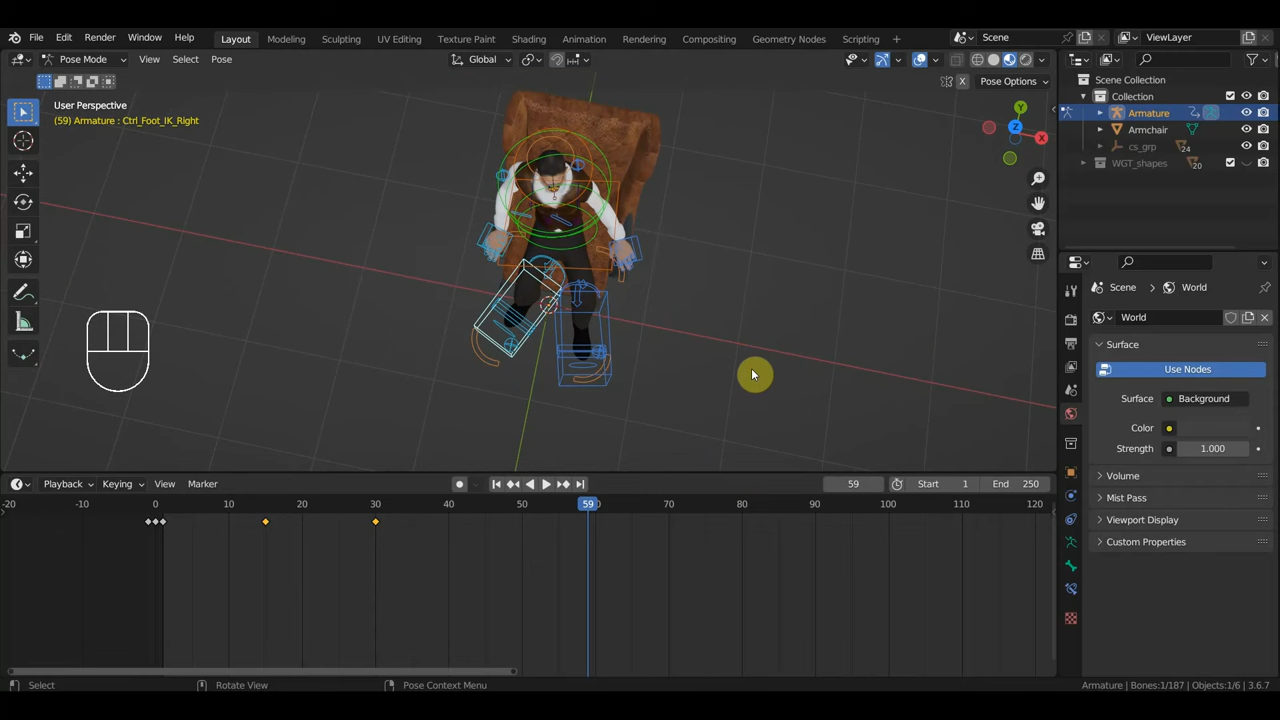 File Edit Render Window Help Layout Modeling Sculpting UV Editing Texture Paint Shading Animation Rendering Compositing Geometry Nodes Scripting + Scene ViewLayer
Pose Mode View Select Pose Global
X Pose Options
User Perspective
(59) Armature : Ctrl_Foot_IK_Right
Z Y X
Scene Collection
Collection
Armature
Armchair
cs_grp 24
WGT_shapes 20
Scene World
World
Surface
Use Nodes
Surface Background
Color
Strength 1.000
Volume
Mist Pass
Viewport Display
Custom Properties
Playback Keying View Marker 59 Start 1 End 250
-20 -10 0 10 20 30 40 50 59 60 70 80 90 100 110 120
Select Rotate View Pose Context Menu Armature | Bones:1/187 | Objects:1/6 | 3.6.7